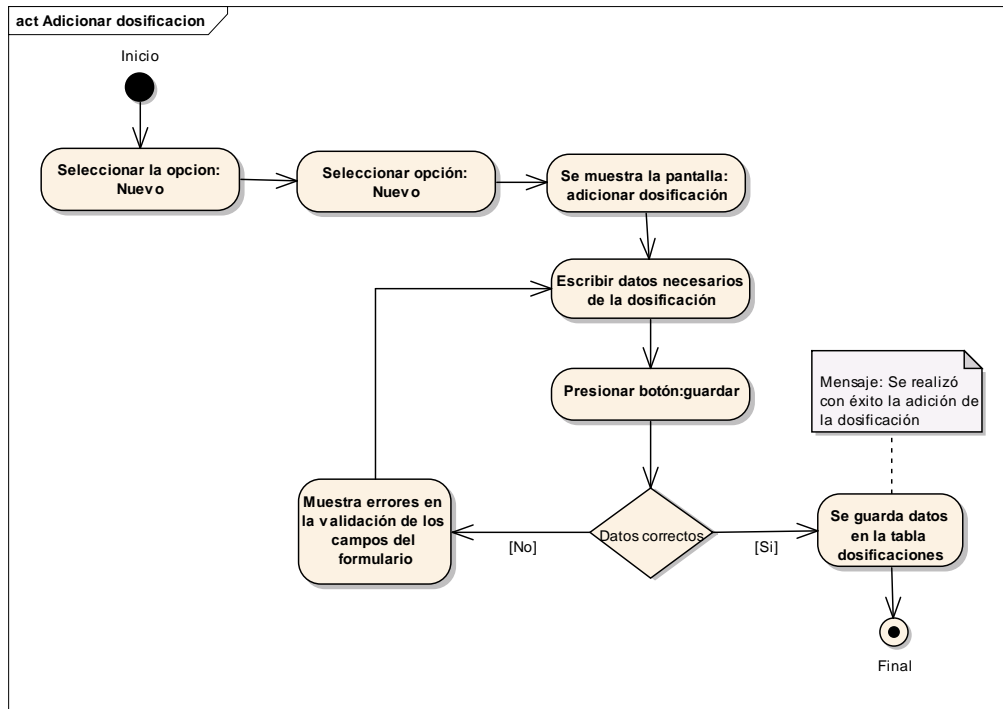 act Adicionar dosificacion
Inicio
Seleccionar la opcion:
Nuevo
Seleccionar opción:
Nuevo
Se muestra la pantalla:
adicionar dosificación
Escribir datos necesarios
de la dosificación
Presionar botón:guardar
Mensaje: Se realizó
con éxito la adición de
la dosificación
Muestra errores en
la validación de los
campos del
formulario
[No]
Datos correctos
[Si]
Se guarda datos
en la tabla
dosificaciones
Final